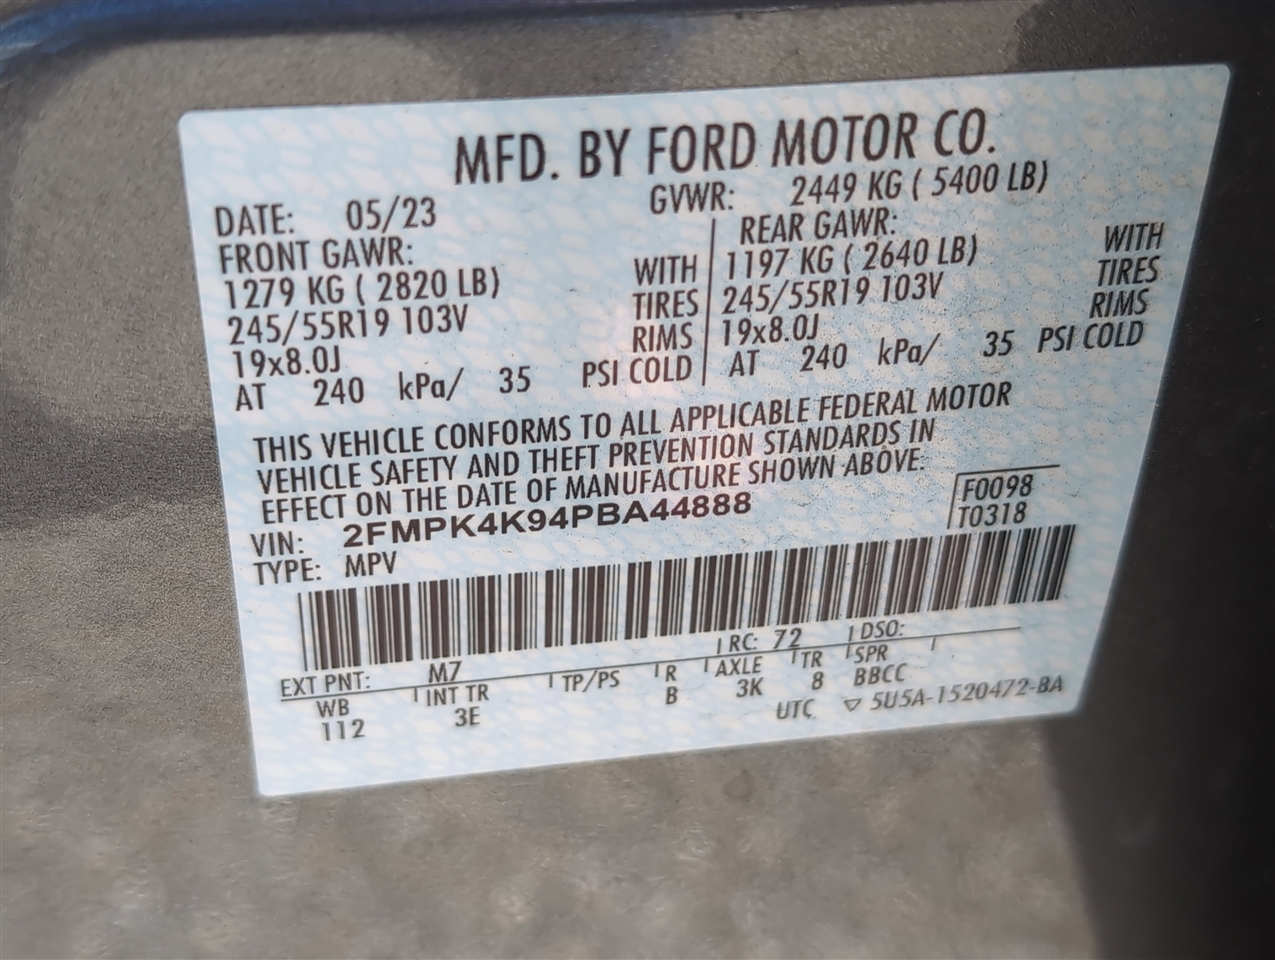 MFD. BY FORD MOTOR CO.
DATE: 05/23 GVWR: 2449 KG ( 5400 LB)
FRONT GAWR: REAR GAWR:
1279 KG ( 2820 LB) WITH 1197 KG ( 2640 LB) WITH
245/55R19 103V TIRES 245/55R19 103V TIRES
19x8.0J RIMS 19x8.0J RIMS
AT 240 kPa/ 35 PSI COLD AT 240 kPa/ 35 PSI COLD
THIS VEHICLE CONFORMS TO ALL APPLICABLE FEDERAL MOTOR
VEHICLE SAFETY AND THEFT PREVENTION STANDARDS IN
EFFECT ON THE DATE OF MANUFACTURE SHOWN ABOVE.
VIN: 2FMPK4K94PBA44888 F0098
TYPE: MPV T0318
EXT PNT: M7 RC: 72 DSO:
WB INT TR TP/PS R AXLE TR SPR
112 3E B 3K 8 BBCC
UTC ▽ 5U5A-1520472-BA